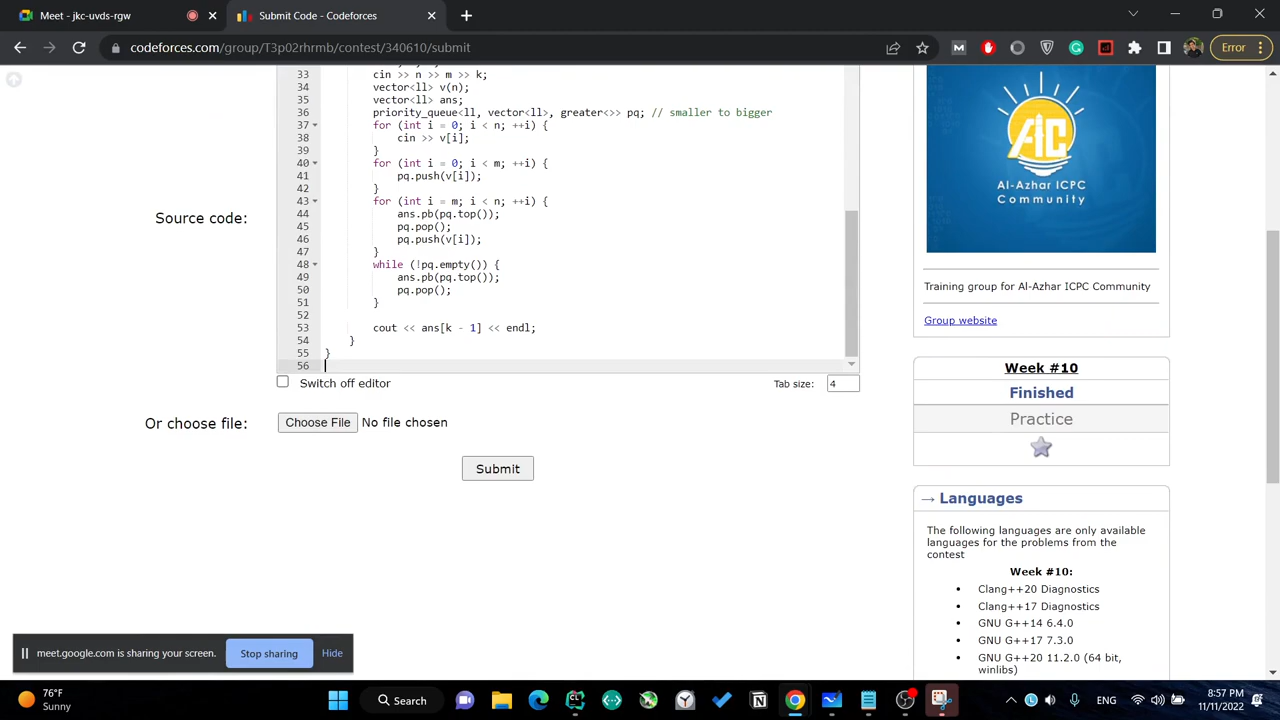 Meet - jkc-uvds-rgw
Submit Code - Codeforces
codeforces.com/group/T3p02rhrmb/contest/340610/submit
Error
Source code:
33 cin >> n >> m >> k;
34 vector<ll> v(n);
35 vector<ll> ans;
36 priority_queue<ll, vector<ll>, greater<>> pq; // smaller to bigger
37 for (int i = 0; i < n; ++i) {
38 cin >> v[i];
39 }
40 for (int i = 0; i < m; ++i) {
41 pq.push(v[i]);
42 }
43 for (int i = m; i < n; ++i) {
44 ans.pb(pq.top());
45 pq.pop();
46 pq.push(v[i]);
47 }
48 while (!pq.empty()) {
49 ans.pb(pq.top());
50 pq.pop();
51 }
52
53 cout << ans[k - 1] << endl;
54 }
55 }
56
Switch off editor
Tab size: 4
Or choose file:
Choose File No file chosen
Submit
AIC
Al-Azhar ICPC
Community
Training group for Al-Azhar ICPC Community
Group website
Week #10
Finished
Practice
→ Languages
The following languages are only available
languages for the problems from the
contest
Week #10:
• Clang++20 Diagnostics
• Clang++17 Diagnostics
• GNU G++14 6.4.0
• GNU G++17 7.3.0
• GNU G++20 11.2.0 (64 bit,
winlibs)
meet.google.com is sharing your screen.
Stop sharing
Hide
76°F
Sunny
Search
ENG
8:57 PM
11/11/2022